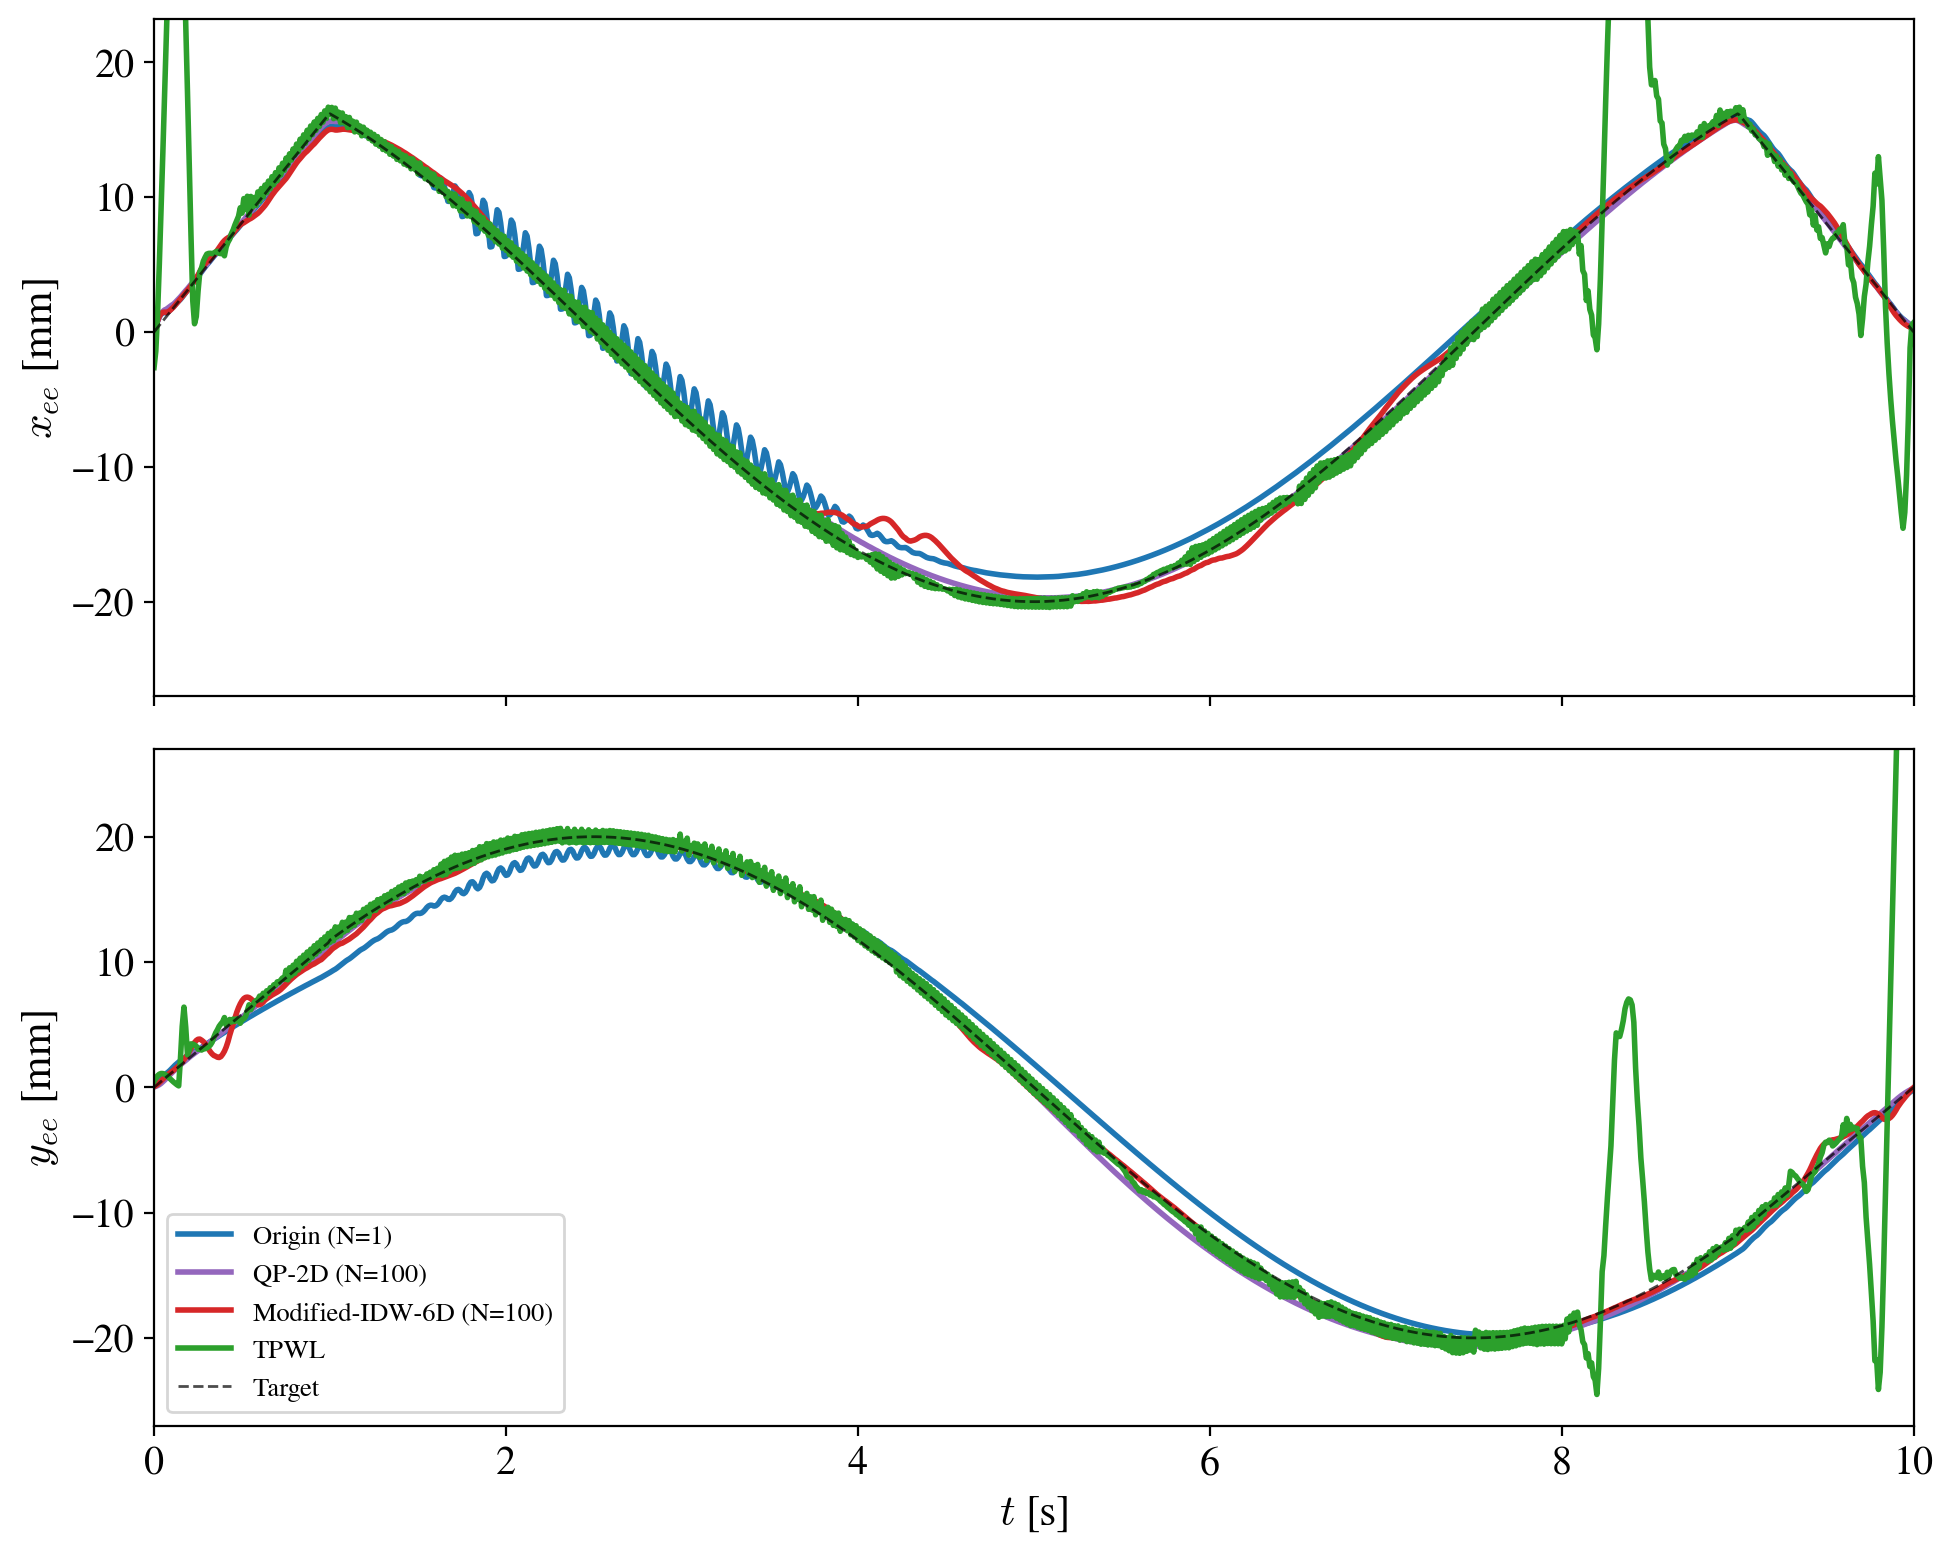 20
10
0
−10
−20
x_ee [mm]
20
10
0
−10
−20
y_ee [mm]
Origin (N=1)
QP-2D (N=100)
Modified-IDW-6D (N=100)
TPWL
Target
0 2 4 6 8 10
t [s]